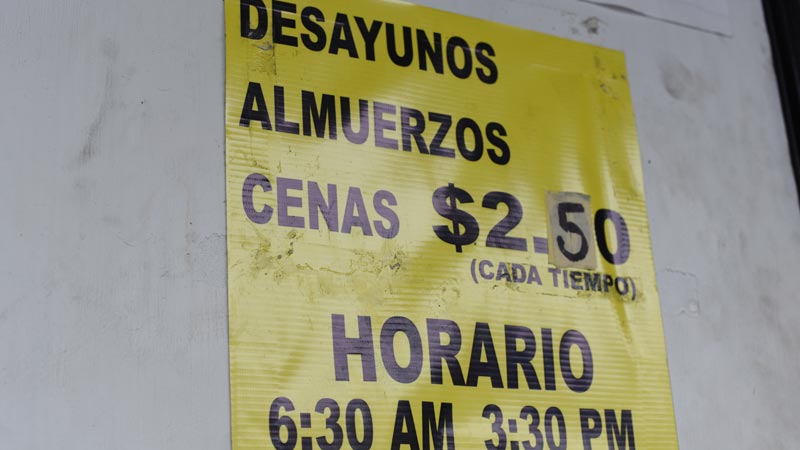 DESAYUNOS
ALMUERZOS
CENAS $2.50
(CADA TIEMPO)
HORARIO
6:30 AM 3:30 PM